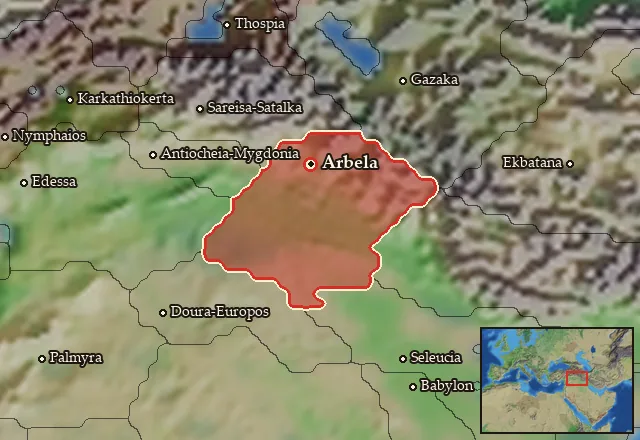 Thospia
Gazaka
Karkathiokerta
Sareisa-Satalka
Nymphaios
Antiocheia-Mygdonia
Arbela
Ekbatana
Edessa
Doura-Europos
Palmyra
Seleucia
Babylon